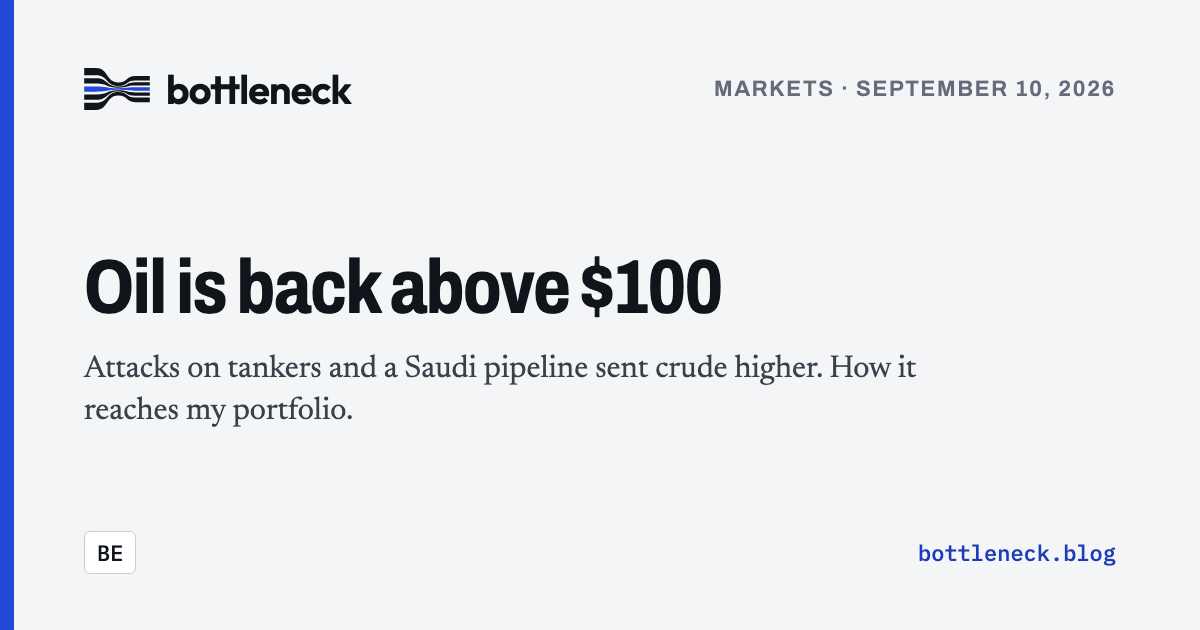 bottleneck
MARKETS · SEPTEMBER 10, 2026
Oil is back above $100
Attacks on tankers and a Saudi pipeline sent crude higher. How it
reaches my portfolio.
BE
bottleneck.blog